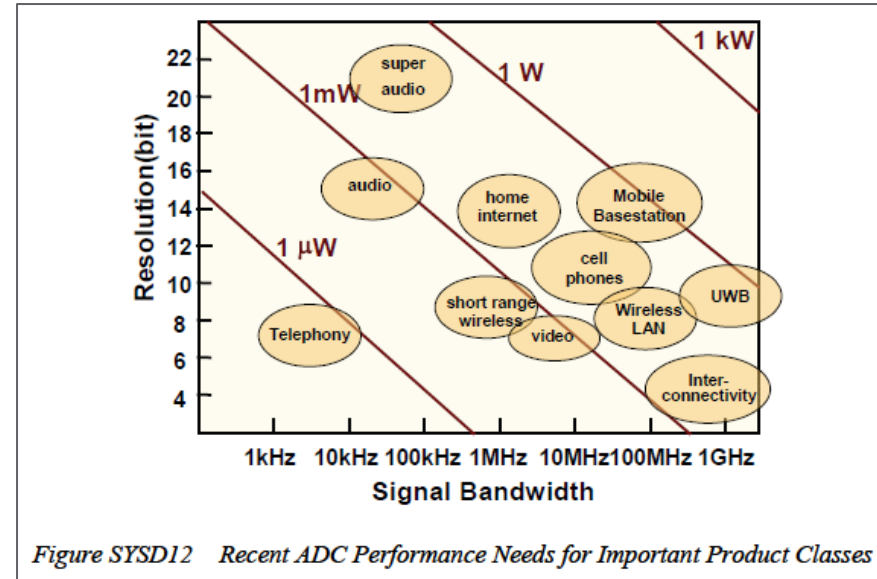 Resolution(bit)
22
20
18
16
14
12
10
8
6
4
1 kW
1 W
1mW
1 µW
super
audio
audio
home
internet
Mobile
Basestation
cell
phones
short range
wireless
video
Wireless
LAN
UWB
Telephony
Inter-
connectivity
1kHz 10kHz 100kHz 1MHz 10MHz 100MHz 1GHz
Signal Bandwidth
Figure SYSD12 Recent ADC Performance Needs for Important Product Classes